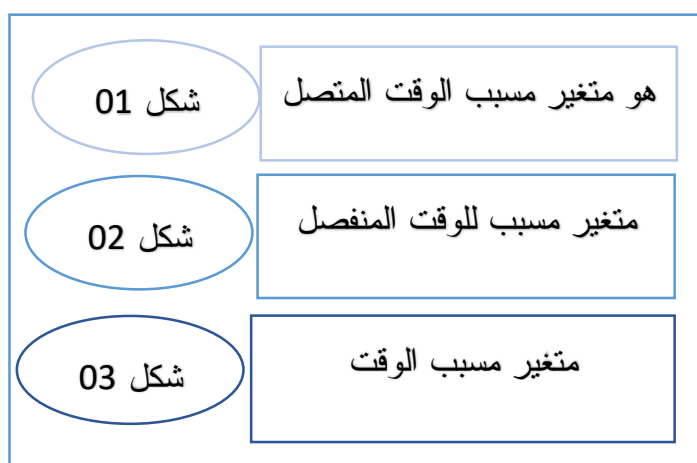 هو متغير مسبب الوقت المتصل
شكل 01
متغير مسبب للوقت المنفصل
شكل 02
متغير مسبب الوقت
شكل 03